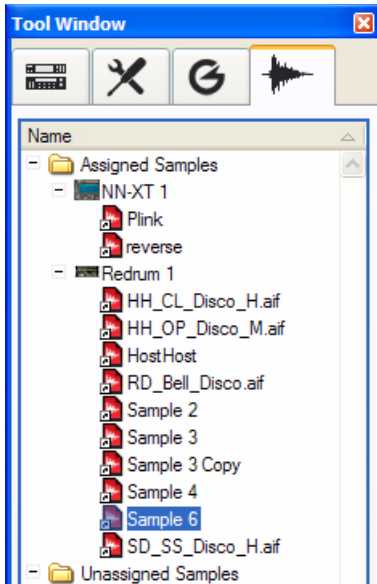 Tool Window
Name
Assigned Samples
NN-XT 1
Plink
reverse
Redrum 1
HH_CL_Disco_H.aif
HH_OP_Disco_M.aif
HostHost
RD_Bell_Disco.aif
Sample 2
Sample 3
Sample 3 Copy
Sample 4
Sample 6
SD_SS_Disco_H.aif
Unassigned Samples